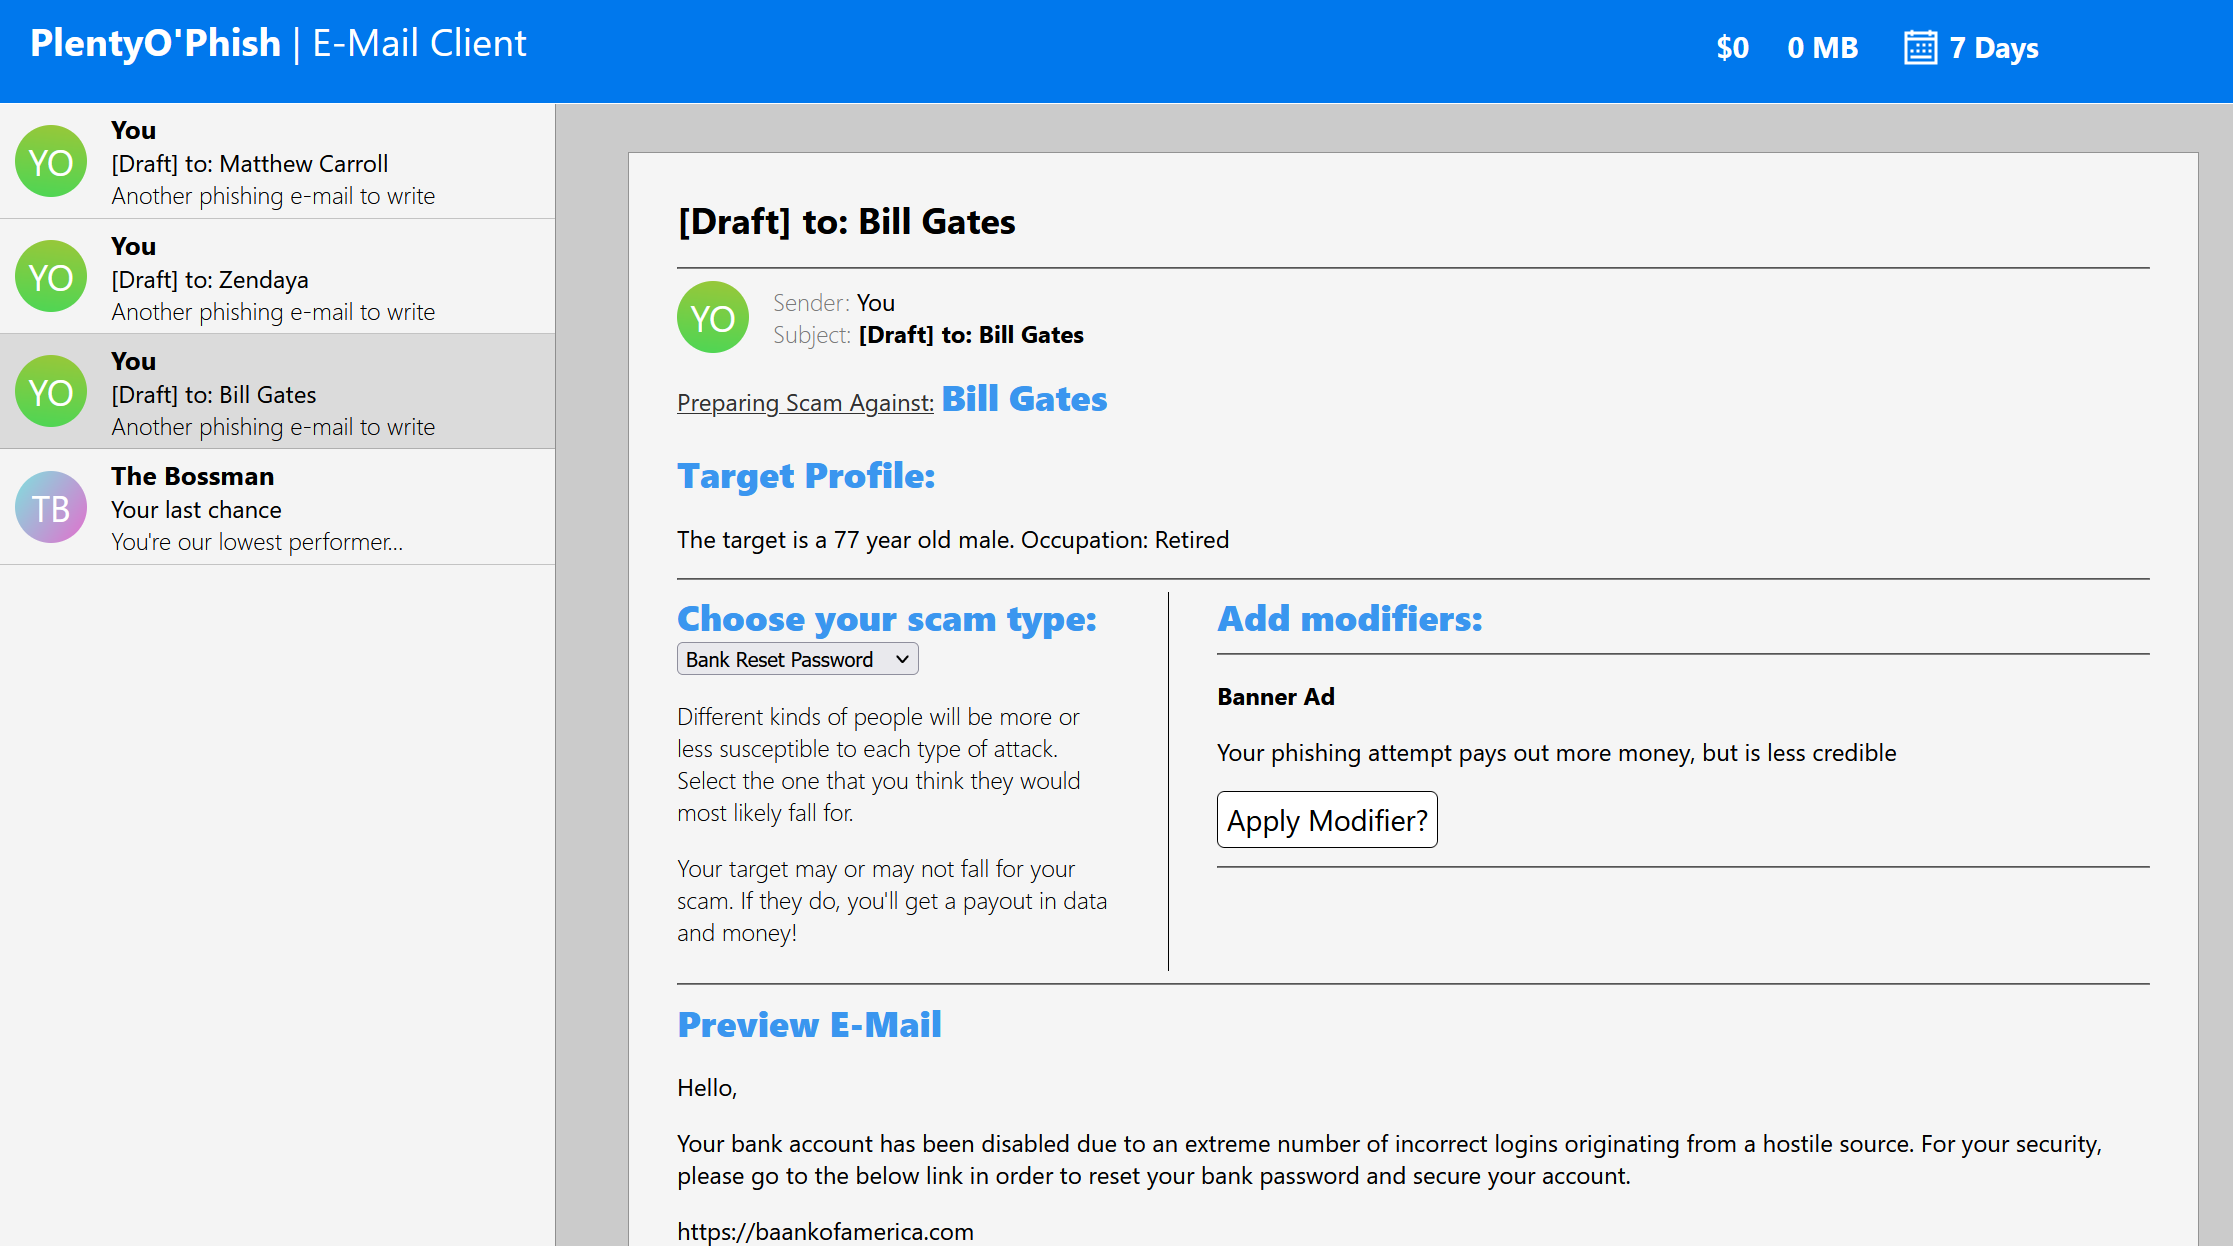 PlentyO'Phish | E-Mail Client
$0 0 MB 7 Days
YO
You
[Draft] to: Matthew Carroll
Another phishing e-mail to write
YO
You
[Draft] to: Zendaya
Another phishing e-mail to write
YO
You
[Draft] to: Bill Gates
Another phishing e-mail to write
TB
The Bossman
Your last chance
You're our lowest performer...
[Draft] to: Bill Gates
YO
Sender: You
Subject: [Draft] to: Bill Gates
Preparing Scam Against: Bill Gates
Target Profile:
The target is a 77 year old male. Occupation: Retired
Choose your scam type:
Bank Reset Password
Different kinds of people will be more or
less susceptible to each type of attack.
Select the one that you think they would
most likely fall for.
Your target may or may not fall for your
scam. If they do, you'll get a payout in data
and money!
Add modifiers:
Banner Ad
Your phishing attempt pays out more money, but is less credible
Apply Modifier?
Preview E-Mail
Hello,
Your bank account has been disabled due to an extreme number of incorrect logins originating from a hostile source. For your security,
please go to the below link in order to reset your bank password and secure your account.
https://baankofamerica.com